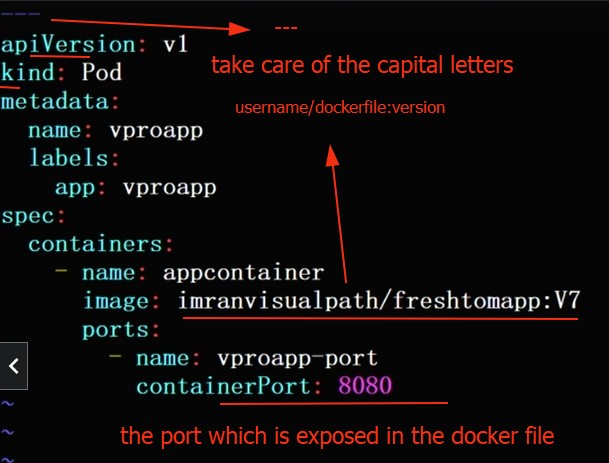 ---
---
apiVersion: v1
take care of the capital letters
kind: Pod
metadata:
username/dockerfile:version
name: vproapp
labels:
app: vproapp
spec:
containers:
- name: appcontainer
image: imranvisualpath/freshtomapp:V7
ports:
- name: vproapp-port
containerPort: 8080
~
the port which is exposed in the docker file
~
~